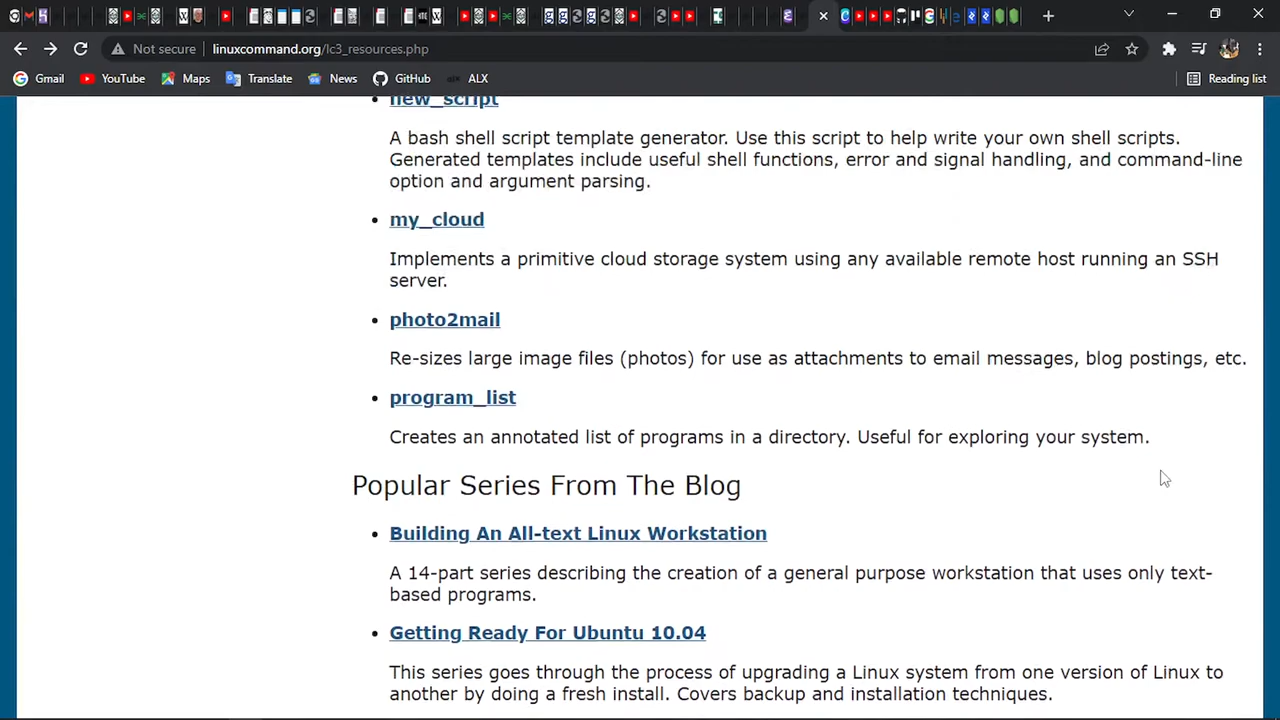 Not secure
linuxcommand.org/lc3_resources.php
Gmail
YouTube
Maps
Translate
News
GitHub
ALX
Reading list
new_script
A bash shell script template generator. Use this script to help write your own shell scripts.
Generated templates include useful shell functions, error and signal handling, and command-line
option and argument parsing.
my_cloud
Implements a primitive cloud storage system using any available remote host running an SSH
server.
photo2mail
Re-sizes large image files (photos) for use as attachments to email messages, blog postings, etc.
program_list
Creates an annotated list of programs in a directory. Useful for exploring your system.
Popular Series From The Blog
Building An All-text Linux Workstation
A 14-part series describing the creation of a general purpose workstation that uses only text-
based programs.
Getting Ready For Ubuntu 10.04
This series goes through the process of upgrading a Linux system from one version of Linux to
another by doing a fresh install. Covers backup and installation techniques.